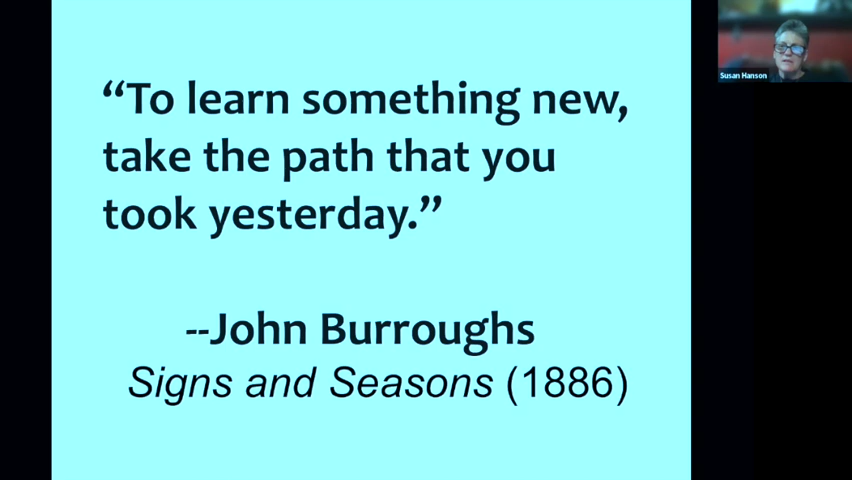 “To learn something new,
take the path that you
took yesterday.”
--John Burroughs
Signs and Seasons (1886)
Susan Hanson